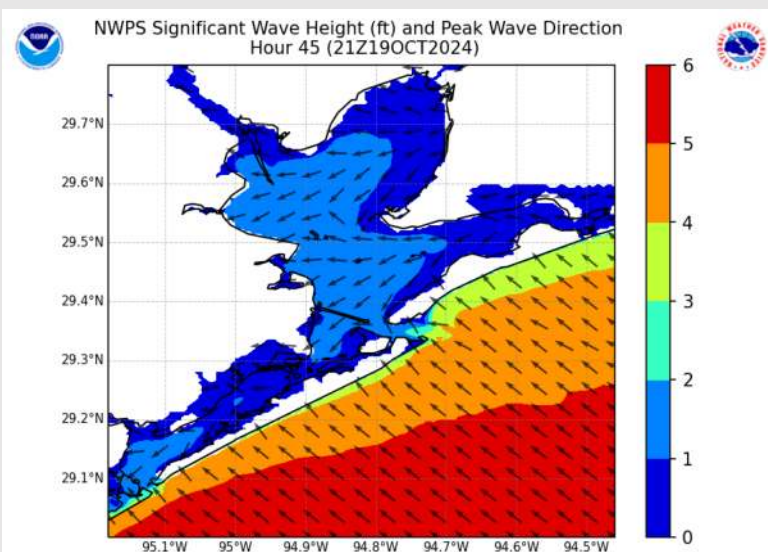 NWPS Significant Wave Height (ft) and Peak Wave Direction
Hour 45 (21Z19OCT2024)
NOAA
29.7°N
29.6°N
29.5°N
29.4°N
29.3°N
29.2°N
29.1°N
95.1°W 95°W 94.9°W 94.8°W 94.7°W 94.6°W 94.5°W
6
5
4
3
2
1
0